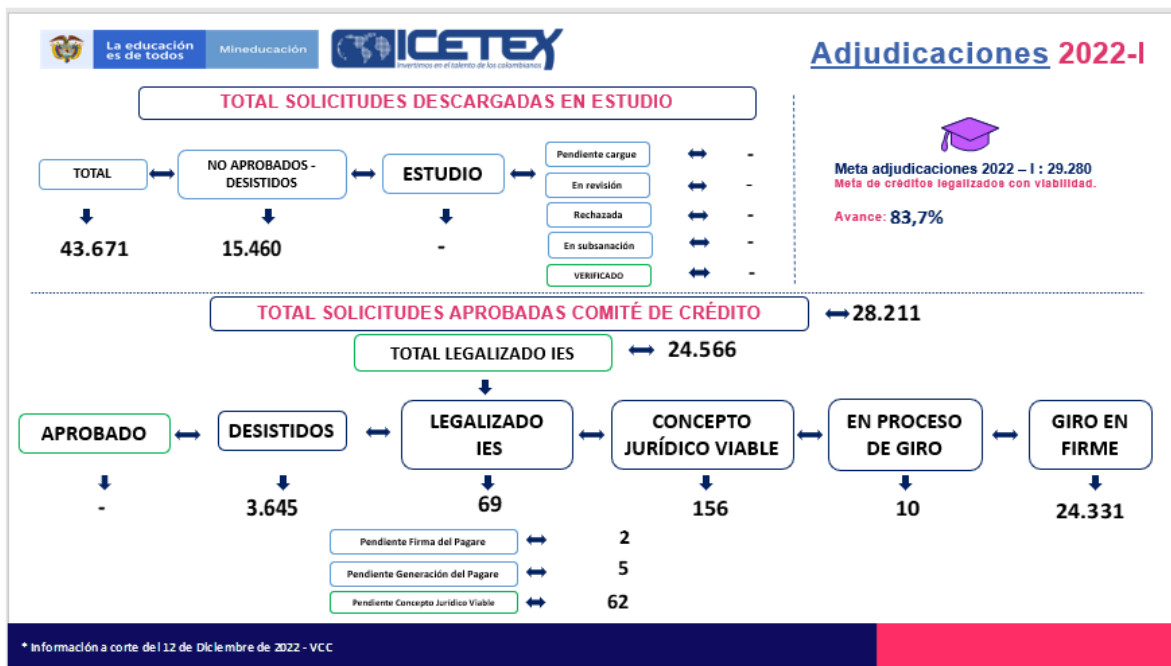 La educación
es de todos
Mineducación
ICETEX
Invertimos en el talento de los colombianos
Adjudicaciones 2022-I
TOTAL SOLICITUDES DESCARGADAS EN ESTUDIO
TOTAL
43.671
NO APROBADOS -
DESISTIDOS
15.460
ESTUDIO
-
Pendiente cargue -
En revisión -
Rechazada -
En subsanación -
VERIFICADO -
Meta adjudicaciones 2022 – I : 29.280
Meta de créditos legalizados con viabilidad.
Avance: 83,7%
TOTAL SOLICITUDES APROBADAS COMITÉ DE CRÉDITO 28.211
TOTAL LEGALIZADO IES 24.566
APROBADO
-
DESISTIDOS
3.645
LEGALIZADO
IES
69
CONCEPTO
JURÍDICO VIABLE
156
EN PROCESO
DE GIRO
10
GIRO EN
FIRME
24.331
Pendiente Firma del Pagare 2
Pendiente Generación del Pagare 5
Pendiente Concepto Jurídico Viable 62
* Información a corte del 12 de Diciembre de 2022 - VCC